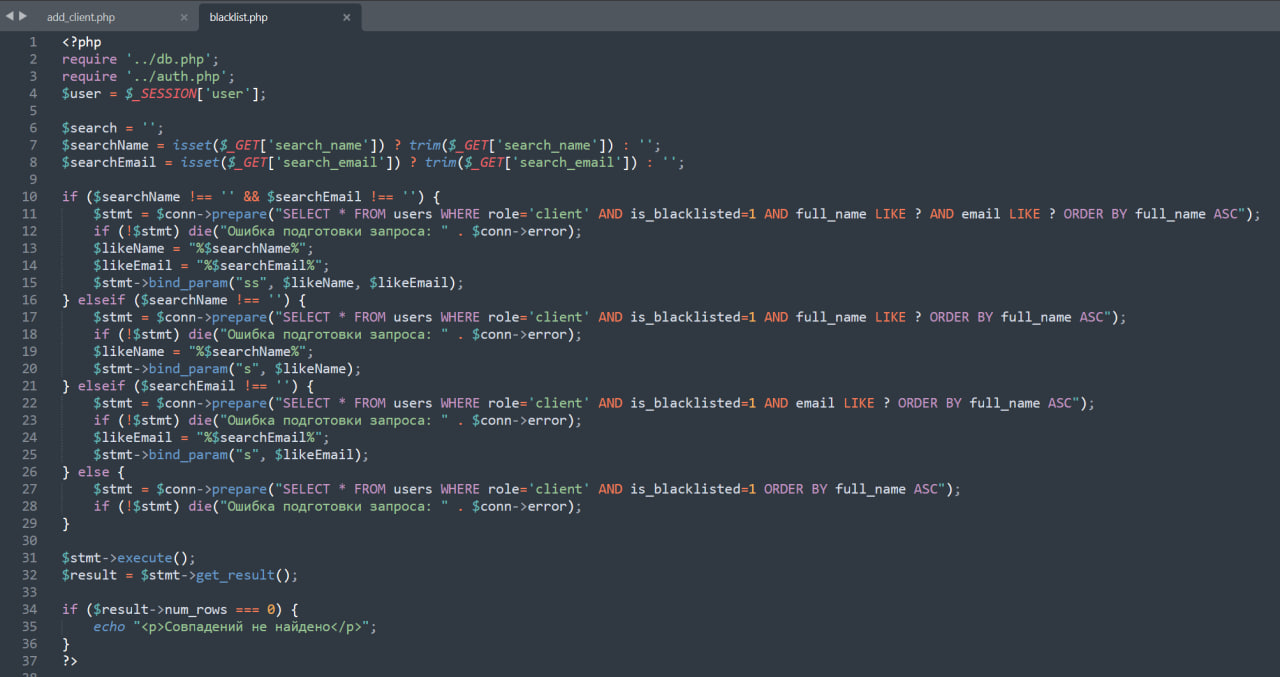 add_client.php × blacklist.php ×
1 <?php
2 require '../db.php';
3 require '../auth.php';
4 $user = $_SESSION['user'];
5
6 $search = '';
7 $searchName = isset($_GET['search_name']) ? trim($_GET['search_name']) : '';
8 $searchEmail = isset($_GET['search_email']) ? trim($_GET['search_email']) : '';
9
10 if ($searchName !== '' && $searchEmail !== '') {
11     $stmt = $conn->prepare("SELECT * FROM users WHERE role='client' AND is_blacklisted=1 AND full_name LIKE ? AND email LIKE ? ORDER BY full_name ASC");
12     if (!$stmt) die("Ошибка подготовки запроса: " . $conn->error);
13     $likeName = "%$searchName%";
14     $likeEmail = "%$searchEmail%";
15     $stmt->bind_param("ss", $likeName, $likeEmail);
16 } elseif ($searchName !== '') {
17     $stmt = $conn->prepare("SELECT * FROM users WHERE role='client' AND is_blacklisted=1 AND full_name LIKE ? ORDER BY full_name ASC");
18     if (!$stmt) die("Ошибка подготовки запроса: " . $conn->error);
19     $likeName = "%$searchName%";
20     $stmt->bind_param("s", $likeName);
21 } elseif ($searchEmail !== '') {
22     $stmt = $conn->prepare("SELECT * FROM users WHERE role='client' AND is_blacklisted=1 AND email LIKE ? ORDER BY full_name ASC");
23     if (!$stmt) die("Ошибка подготовки запроса: " . $conn->error);
24     $likeEmail = "%$searchEmail%";
25     $stmt->bind_param("s", $likeEmail);
26 } else {
27     $stmt = $conn->prepare("SELECT * FROM users WHERE role='client' AND is_blacklisted=1 ORDER BY full_name ASC");
28     if (!$stmt) die("Ошибка подготовки запроса: " . $conn->error);
29 }
30
31 $stmt->execute();
32 $result = $stmt->get_result();
33
34 if ($result->num_rows === 0) {
35     echo "<p>Совпадений не найдено</p>";
36 }
37 ?>
38